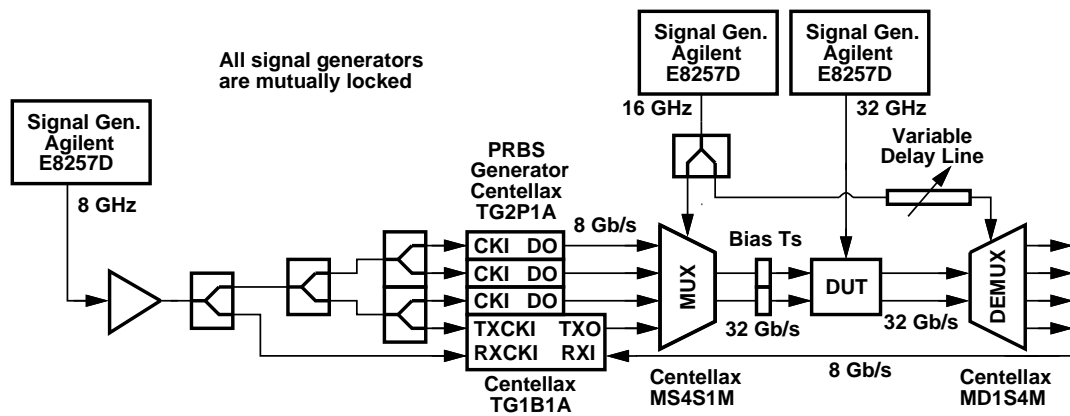 All signal generators
are mutually locked
Signal Gen.
Agilent
E8257D
8 GHz
Signal Gen.
Agilent
E8257D
16 GHz
Signal Gen.
Agilent
E8257D
32 GHz
Variable
Delay Line
PRBS
Generator
Centellax
TG2P1A
8 Gb/s
CKI DO
CKI DO
CKI DO
TXCKI TXO
RXCKI RXI
Centellax
TG1B1A
MUX
Centellax
MS4S1M
Bias Ts
32 Gb/s
DUT
32 Gb/s
DEMUX
8 Gb/s
Centellax
MD1S4M